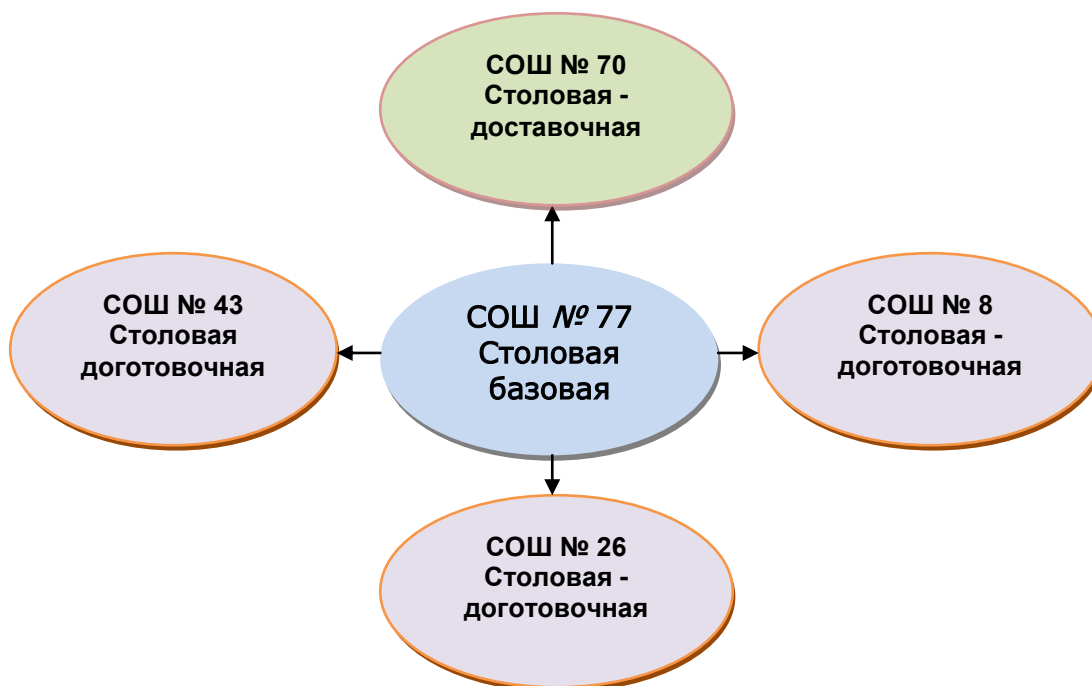 СОШ № 70
Столовая -
доставочная
СОШ № 43
Столовая
доготовочная
СОШ № 77
Столовая
базовая
СОШ № 8
Столовая -
доготовочная
СОШ № 26
Столовая -
доготовочная